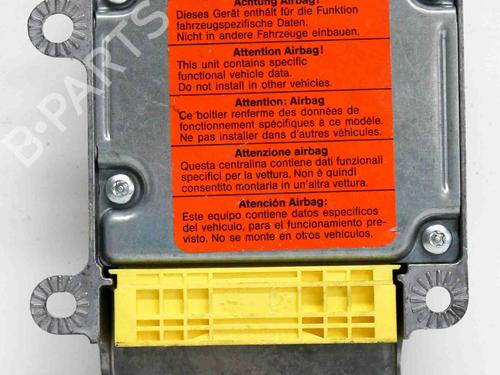 Achtung Airbag!
Dieses Gerät enthält für die Funktion
fahrzeugspezifische Daten.
Nicht in andere Fahrzeuge einbauen.
Attention Airbag!
This unit contains specific
functional vehicle data.
Do not install in other vehicles.
Attention: Airbag
Ce boitier renferme des données de
fonctionnement spécifiques à ce modèle.
Ne pas installer dans d'autres véhicules.
Attenzione airbag
Questa centralina contiene dati funzionali
specifici per la vettura. Non è quindi
consentito montarla in un'altra vettura.
Atención Airbag:
Este equipo contiene datos especificos
del vehículo, para el funcionamiento pre-
visto. No se monte en otros vehículos.
B-PARTS